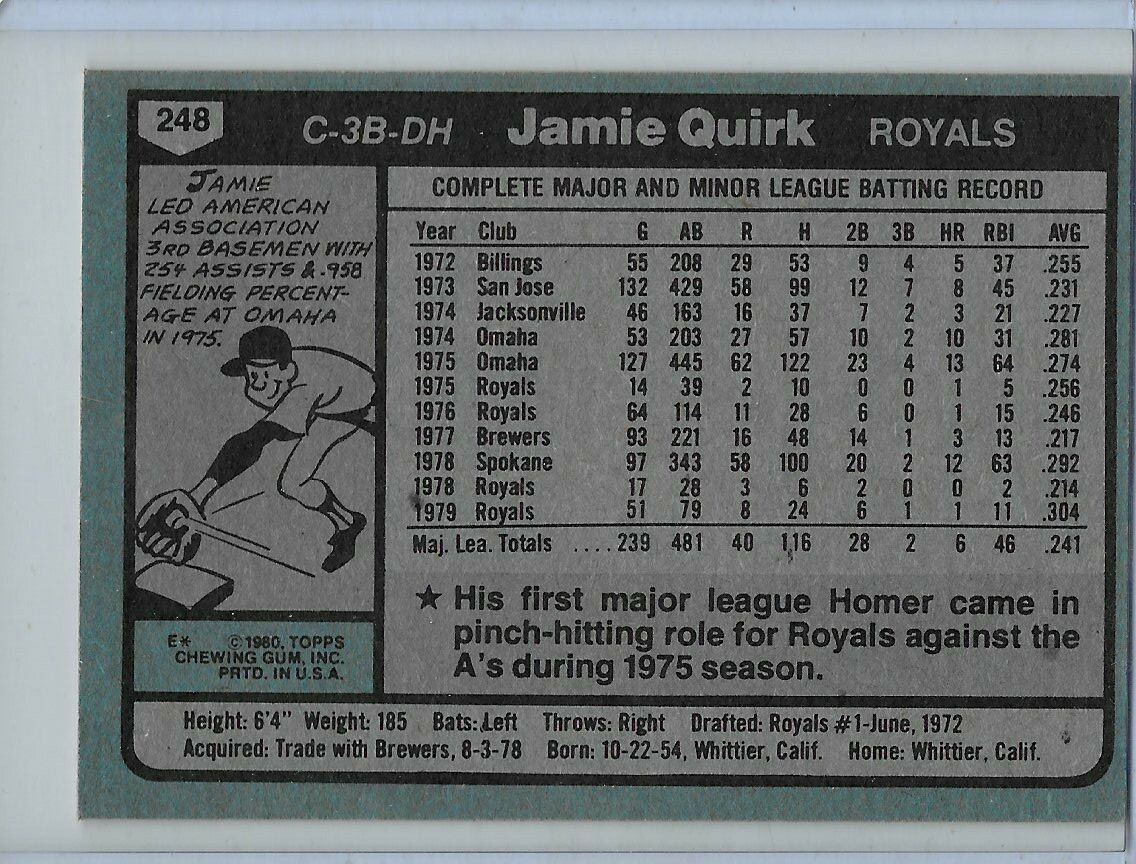 248 C-3B-DH Jamie Quirk ROYALS
JAMIE
LED AMERICAN
ASSOCIATION
3RD BASEMEN WITH
254 ASSISTS & .958
FIELDING PERCENT-
AGE AT OMAHA
IN 1975.
COMPLETE MAJOR AND MINOR LEAGUE BATTING RECORD
Year Club G AB R H 2B 3B HR RBI AVG
1972 Billings 55 208 29 53 9 4 5 37 .255
1973 San Jose 132 429 58 99 12 7 8 45 .231
1974 Jacksonville 46 163 16 37 7 2 3 21 .227
1974 Omaha 53 203 27 57 10 2 10 31 .281
1975 Omaha 127 445 62 122 23 4 13 64 .274
1975 Royals 14 39 2 10 0 0 1 5 .256
1976 Royals 64 114 11 28 6 0 1 15 .246
1977 Brewers 93 221 16 48 14 1 3 13 .217
1978 Spokane 97 343 58 100 20 2 12 63 .292
1978 Royals 17 28 3 6 2 0 0 2 .214
1979 Royals 51 79 8 24 6 1 1 11 .304
Maj. Lea. Totals ....239 481 40 116 28 2 6 46 .241
★ His first major league Homer came in
pinch-hitting role for Royals against the
A's during 1975 season.
E* ©1980, TOPPS
CHEWING GUM, INC.
PRTD. IN U.S.A.
Height: 6'4" Weight: 185 Bats: Left Throws: Right Drafted: Royals #1-June, 1972
Acquired: Trade with Brewers, 8-3-78 Born: 10-22-54, Whittier, Calif. Home: Whittier, Calif.